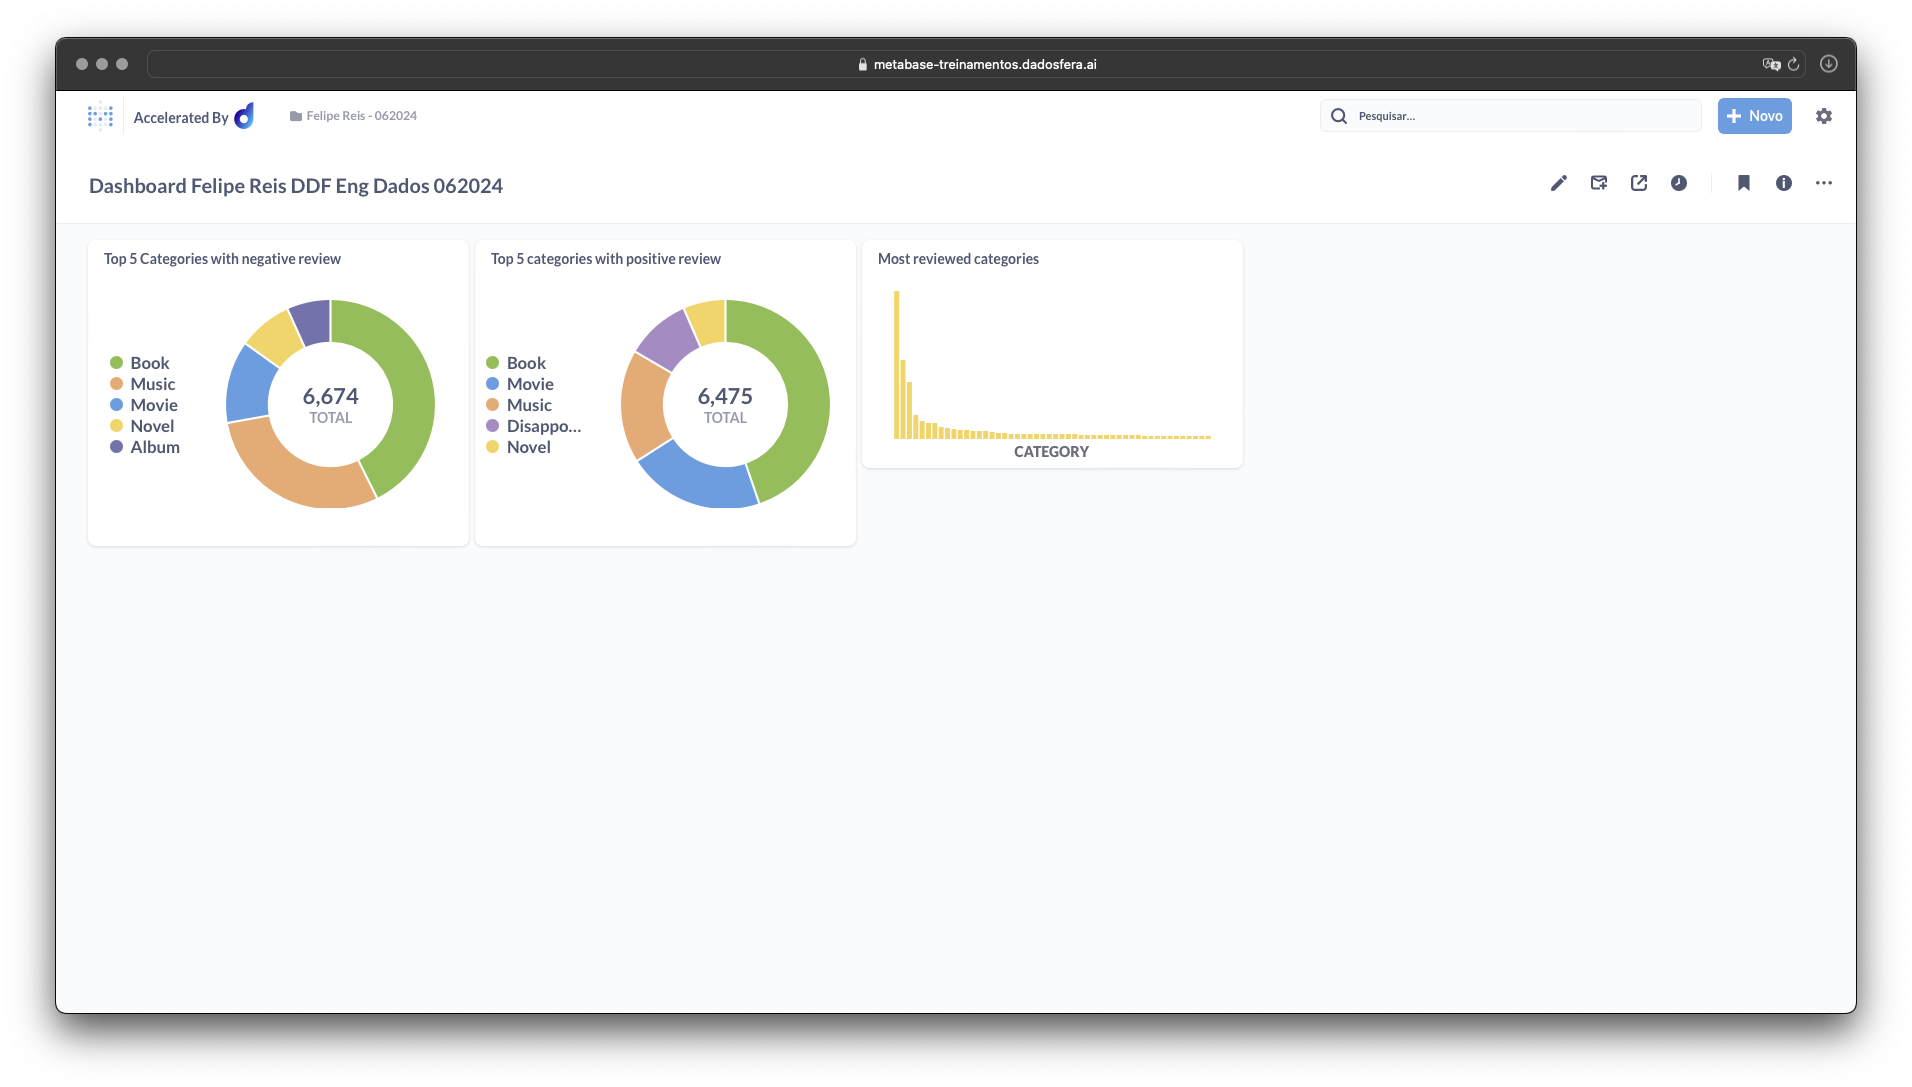 metabase-treinamentos.dadosfera.ai
Accelerated By
Felipe Reis - 062024
Pesquisar...
Novo
Dashboard Felipe Reis DDF Eng Dados 062024
Top 5 Categories with negative review
Book
Music
Movie
Novel
Album
6,674
TOTAL
Top 5 categories with positive review
Book
Movie
Music
Disappo...
Novel
6,475
TOTAL
Most reviewed categories
CATEGORY